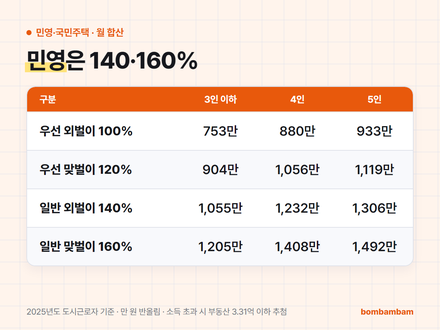 민영·국민주택 · 월 합산
민영은 140·160%
구분 3인 이하 4인 5인
우선 외벌이 100% 753만 880만 933만
우선 맞벌이 120% 904만 1,056만 1,119만
일반 외벌이 140% 1,055만 1,232만 1,306만
일반 맞벌이 160% 1,205만 1,408만 1,492만
2025년도 도시근로자 기준 · 만 원 반올림 · 소득 초과 시 부동산 3.31억 이하 추첨
bombambam